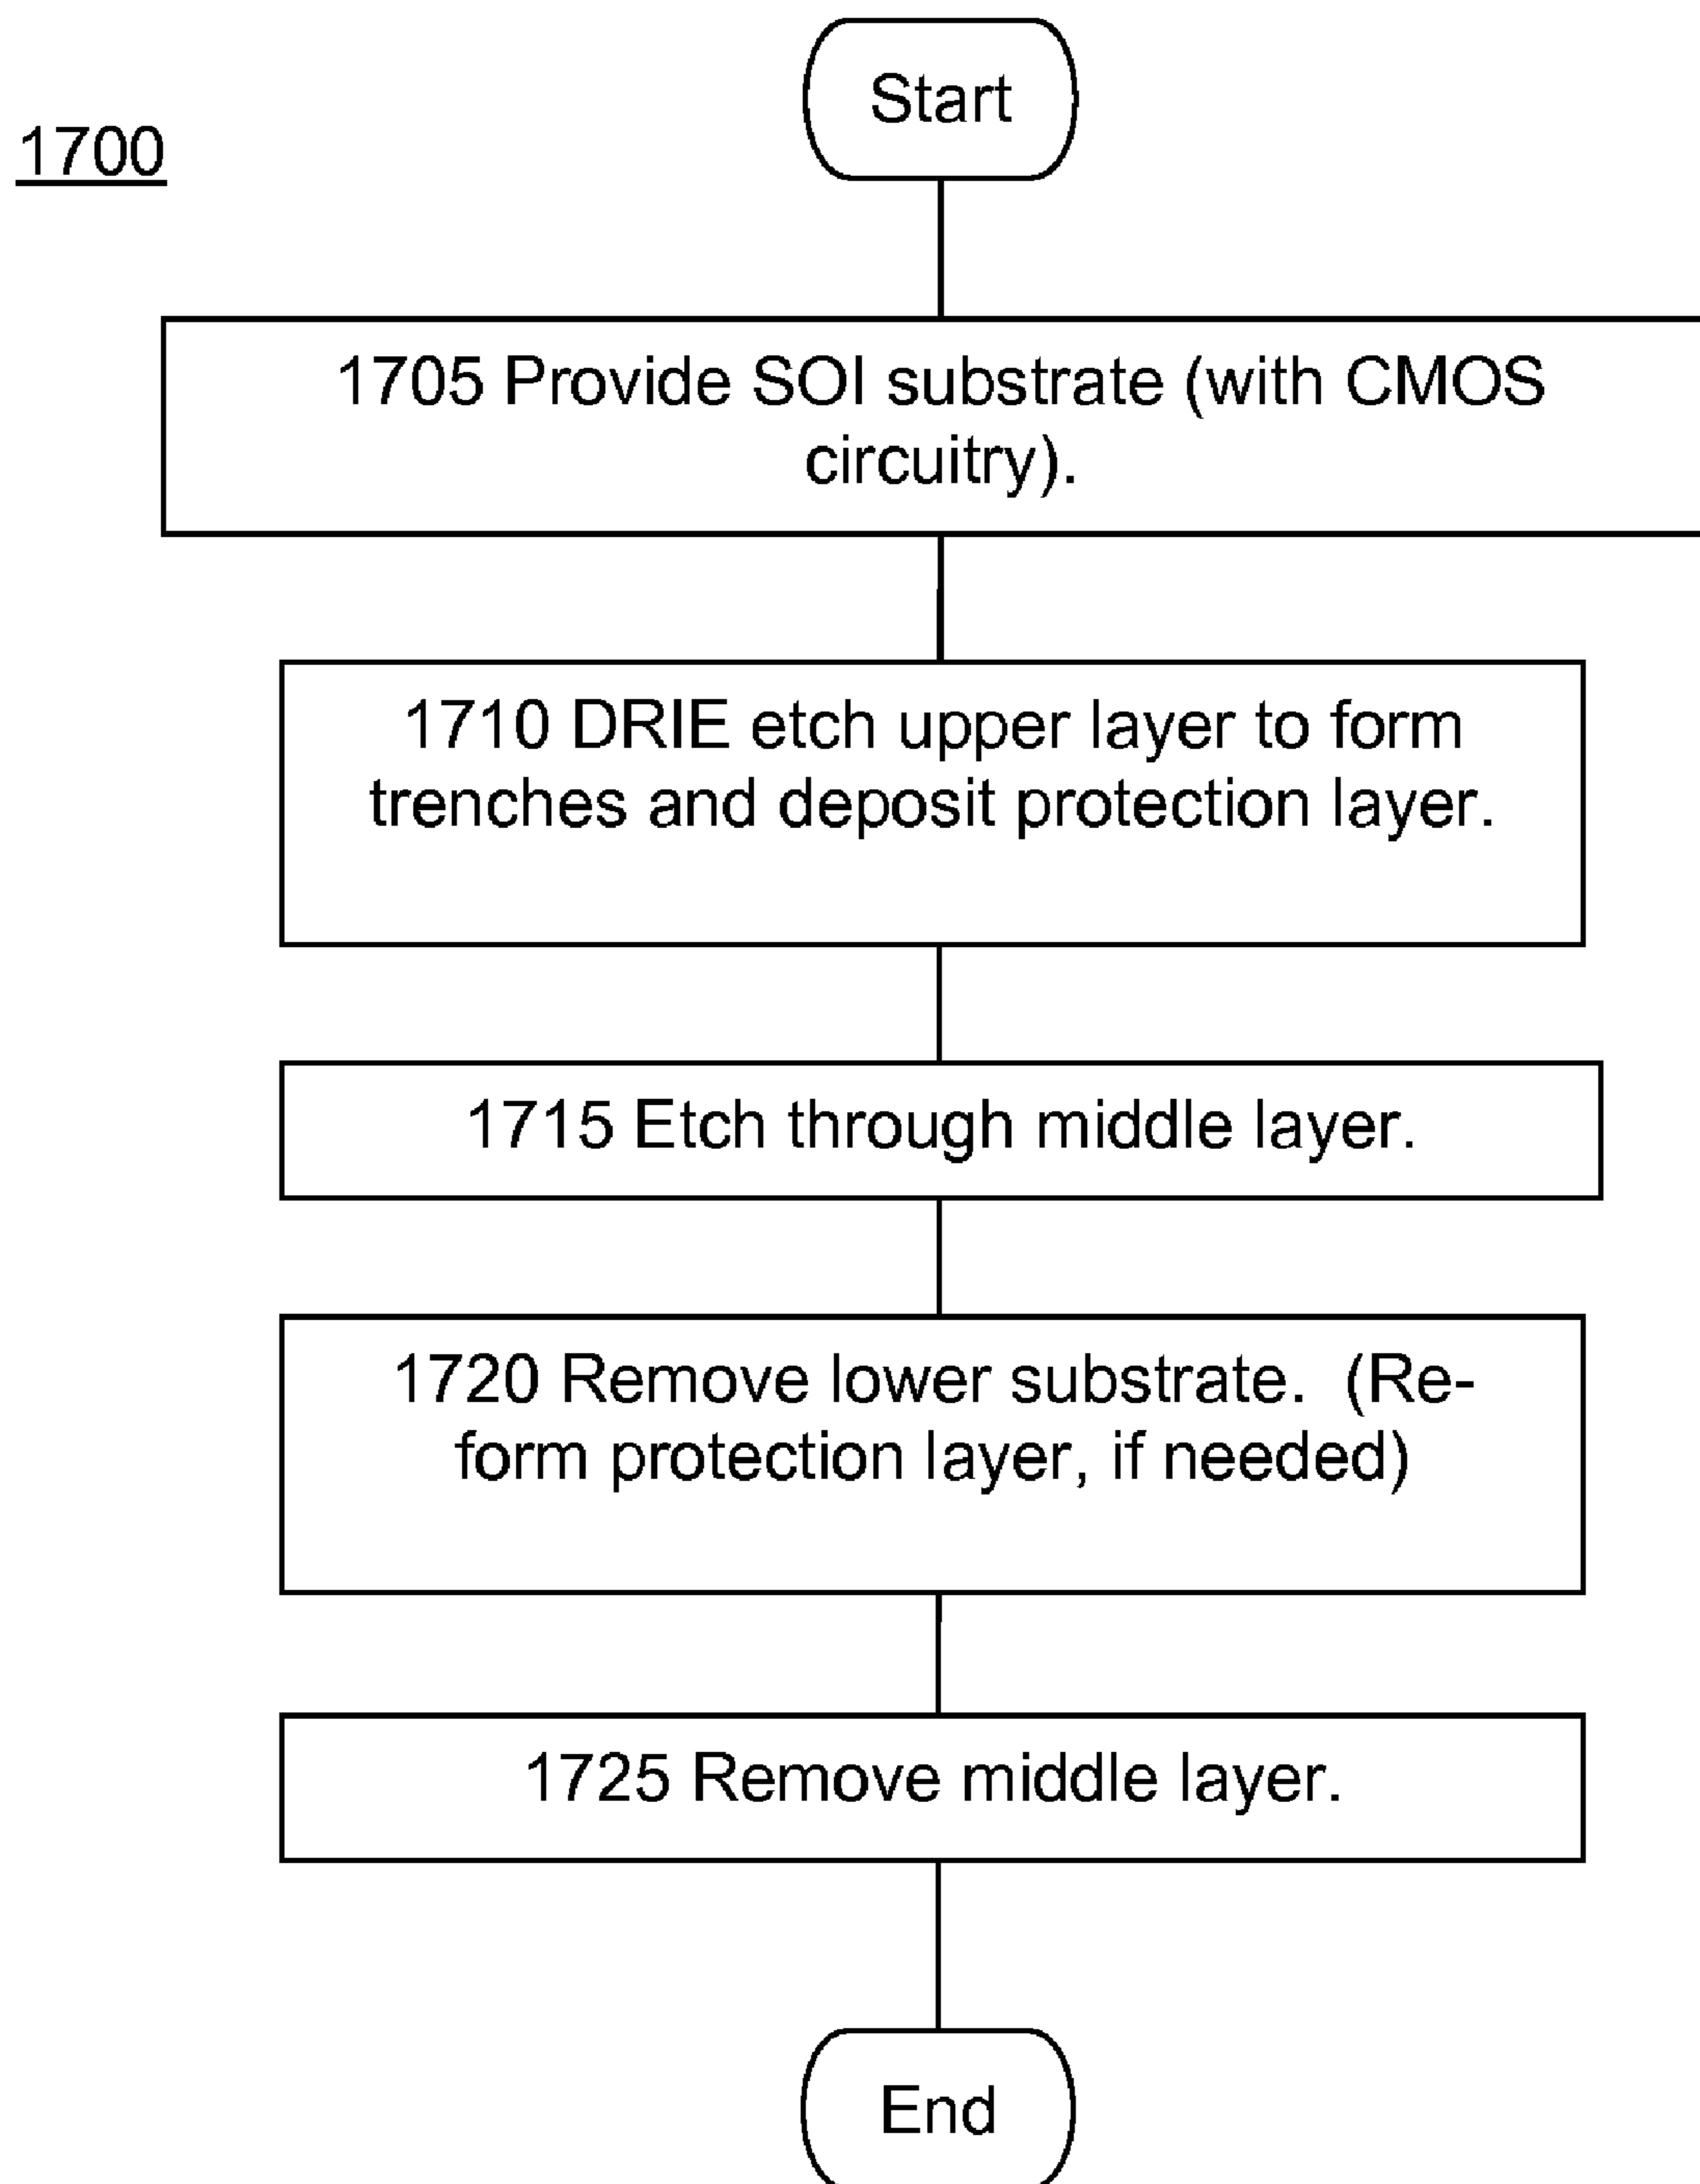 Start
1700
1705 Provide SOI substrate (with CMOS
circuitry).
1710 DRIE etch upper layer to form
trenches and deposit protection layer.
1715 Etch through middle layer.
1720 Remove lower substrate.  (Re-
form protection layer, if needed)
1725 Remove middle layer.
End